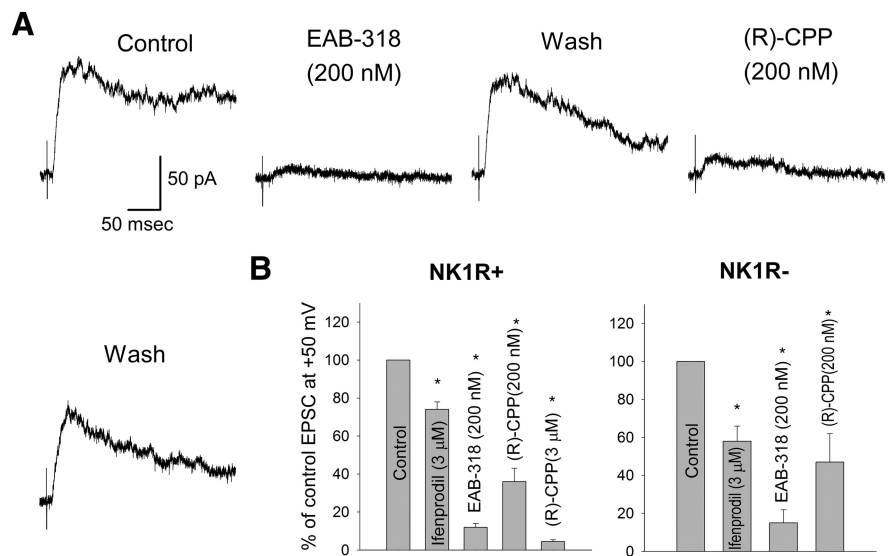 A
Control
EAB-318
(200 nM)
Wash
(R)-CPP
(200 nM)
50 pA
50 msec
Wash
B
NK1R+
% of control EPSC at +50 mV
120
100
80
60
40
20
0
Control
Ifenprodil (3 μM)
*
EAB-318 (200 nM) *
(R)-CPP(200 nM) *
(R)-CPP(3 μM) *
NK1R-
120
100
80
60
40
20
0
Control
Ifenprodil (3 μM)
*
EAB-318 (200 nM) *
(R)-CPP(200 nM) *